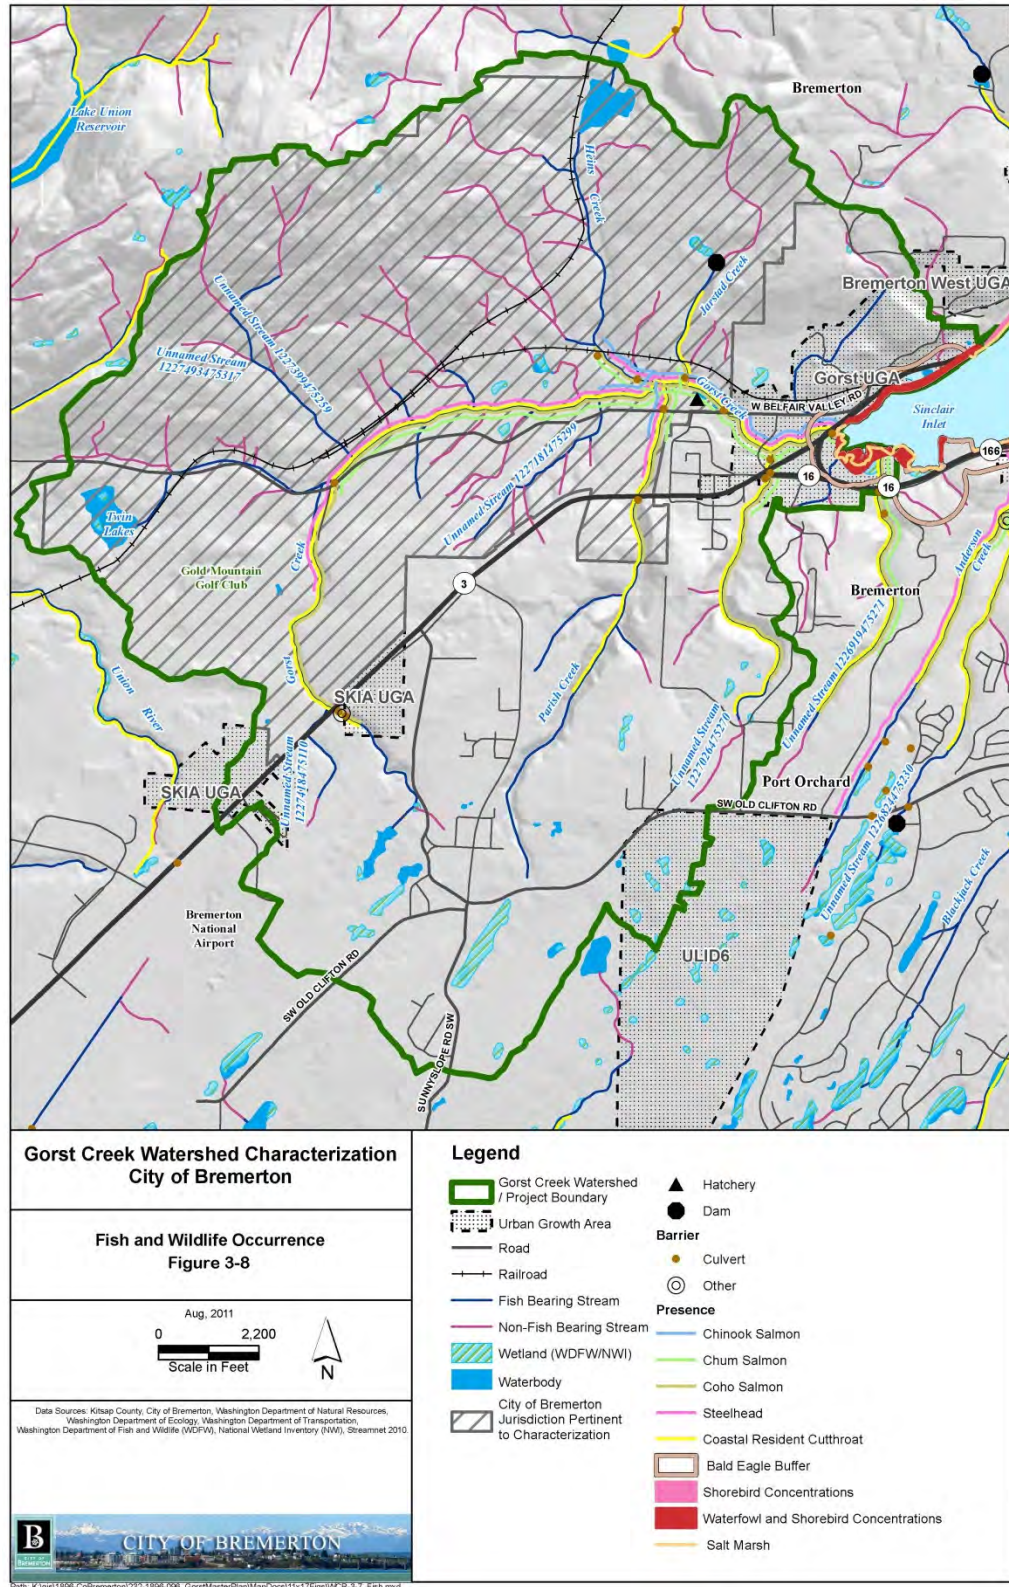 Bremerton
Lake Union
Reservoir
Heins
Creek
Jarstad Creek
Bremerton West UGA
Unnamed Stream 1227399475259
Unnamed Stream
1227493475317
Gorst UGA
Gorst Creek
W BELFAIR VALLEY RD
Sinclair
Inlet
166
16
16
Unnamed Stream 1227181475299
Twin
Lakes
Gold Mountain
Golf Club
Creek
3
Anderson
Creek
Bremerton
Gorst
Union
River
SKIA UGA
Parish Creek
Unnamed Stream 1226919475271
Unnamed Stream
1227026475270
SKIA UGA
Unnamed Stream
1227418475110
Port Orchard
SW OLD CLIFTON RD
Unnamed Stream 1226824475230
Blackjack Creek
Bremerton
National
Airport
ULID6
SW OLD CLIFTON RD
SUNNYSLOPE RD SW
Gorst Creek Watershed Characterization
City of Bremerton
Fish and Wildlife Occurrence
Figure 3-8
Aug, 2011
0 2,200
Scale in Feet
N
Data Sources: Kitsap County, City of Bremerton, Washington Department of Natural Resources,
Washington Department of Ecology, Washington Department of Transportation,
Washington Department of Fish and Wildlife (WDFW), National Wetland Inventory (NWI), Streamnet 2010.
B
CITY OF
BREMERTON
CITY OF BREMERTON
Legend
Gorst Creek Watershed
/ Project Boundary
Urban Growth Area
Road
Railroad
Fish Bearing Stream
Non-Fish Bearing Stream
Wetland (WDFW/NWI)
Waterbody
City of Bremerton
Jurisdiction Pertinent
to Characterization
Hatchery
Dam
Barrier
Culvert
Other
Presence
Chinook Salmon
Chum Salmon
Coho Salmon
Steelhead
Coastal Resident Cutthroat
Bald Eagle Buffer
Shorebird Concentrations
Waterfowl and Shorebird Concentrations
Salt Marsh